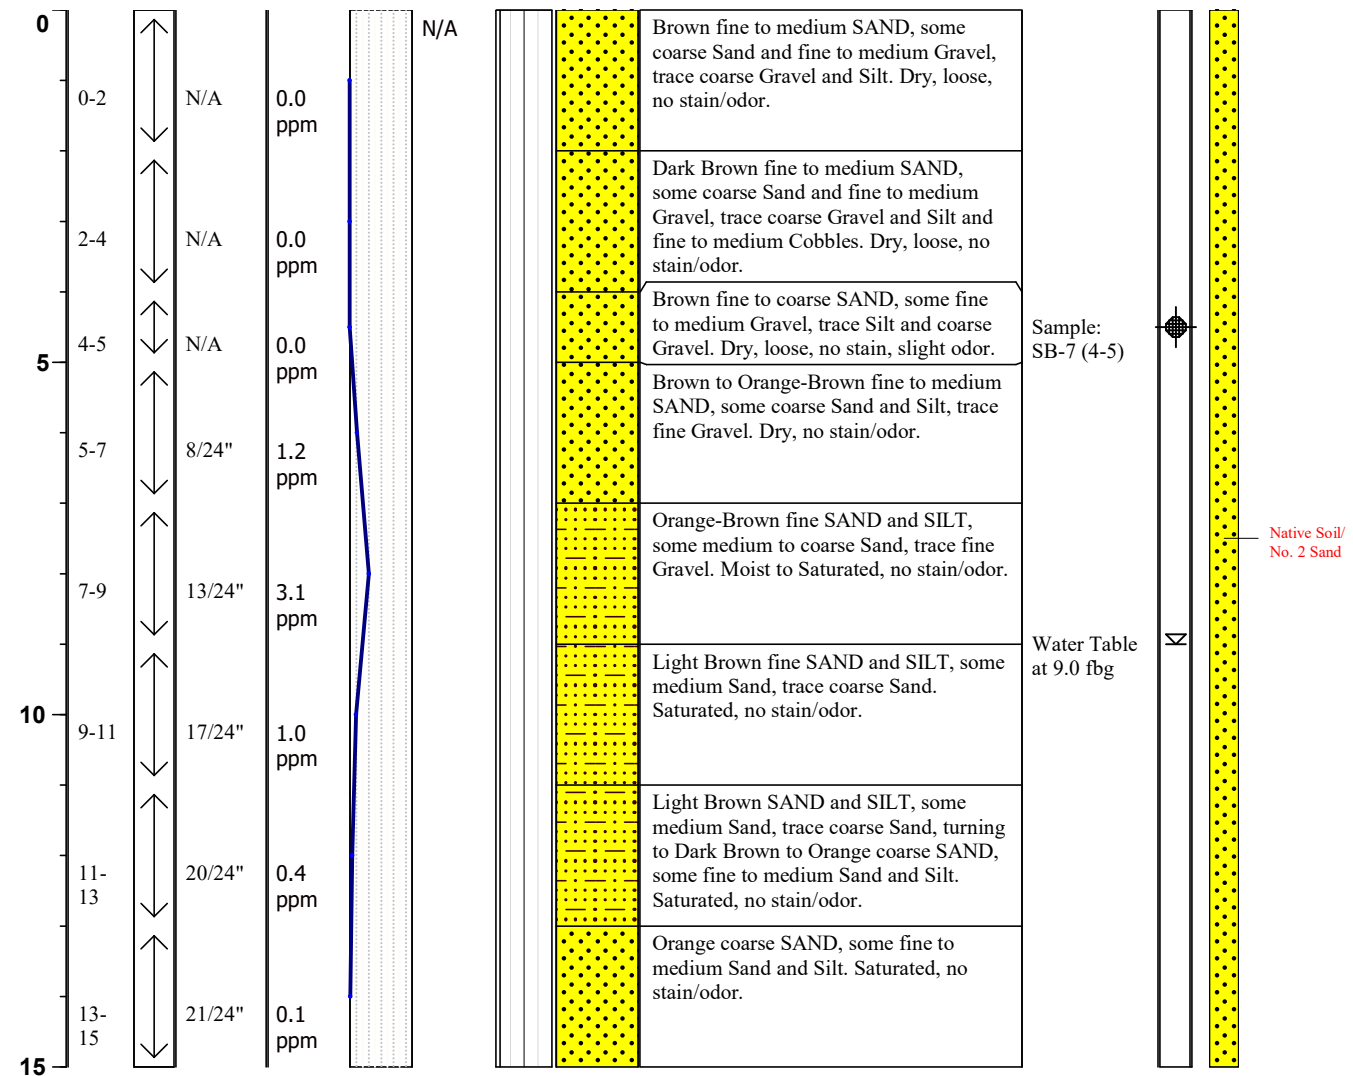 0
N/A
Brown fine to medium SAND, some
coarse Sand and fine to medium Gravel,
trace coarse Gravel and Silt. Dry, loose,
no stain/odor.
0-2
N/A
0.0
ppm
Dark Brown fine to medium SAND,
some coarse Sand and fine to medium
Gravel, trace coarse Gravel and Silt and
fine to medium Cobbles. Dry, loose, no
stain/odor.
2-4
N/A
0.0
ppm
Brown fine to coarse SAND, some fine
to medium Gravel, trace Silt and coarse
Gravel. Dry, loose, no stain, slight odor.
4-5
N/A
0.0
ppm
Sample:
SB-7 (4-5)
5
Brown to Orange-Brown fine to medium
SAND, some coarse Sand and Silt, trace
fine Gravel. Dry, no stain/odor.
5-7
8/24"
1.2
ppm
Orange-Brown fine SAND and SILT,
some medium to coarse Sand, trace fine
Gravel. Moist to Saturated, no stain/odor.
Native Soil/
No. 2 Sand
7-9
13/24"
3.1
ppm
Water Table
at 9.0 fbg
Light Brown fine SAND and SILT, some
medium Sand, trace coarse Sand.
Saturated, no stain/odor.
10
9-11
17/24"
1.0
ppm
Light Brown SAND and SILT, some
medium Sand, trace coarse Sand, turning
to Dark Brown to Orange coarse SAND,
some fine to medium Sand and Silt.
Saturated, no stain/odor.
11-
13
20/24"
0.4
ppm
Orange coarse SAND, some fine to
medium Sand and Silt. Saturated, no
stain/odor.
13-
15
21/24"
0.1
ppm
15